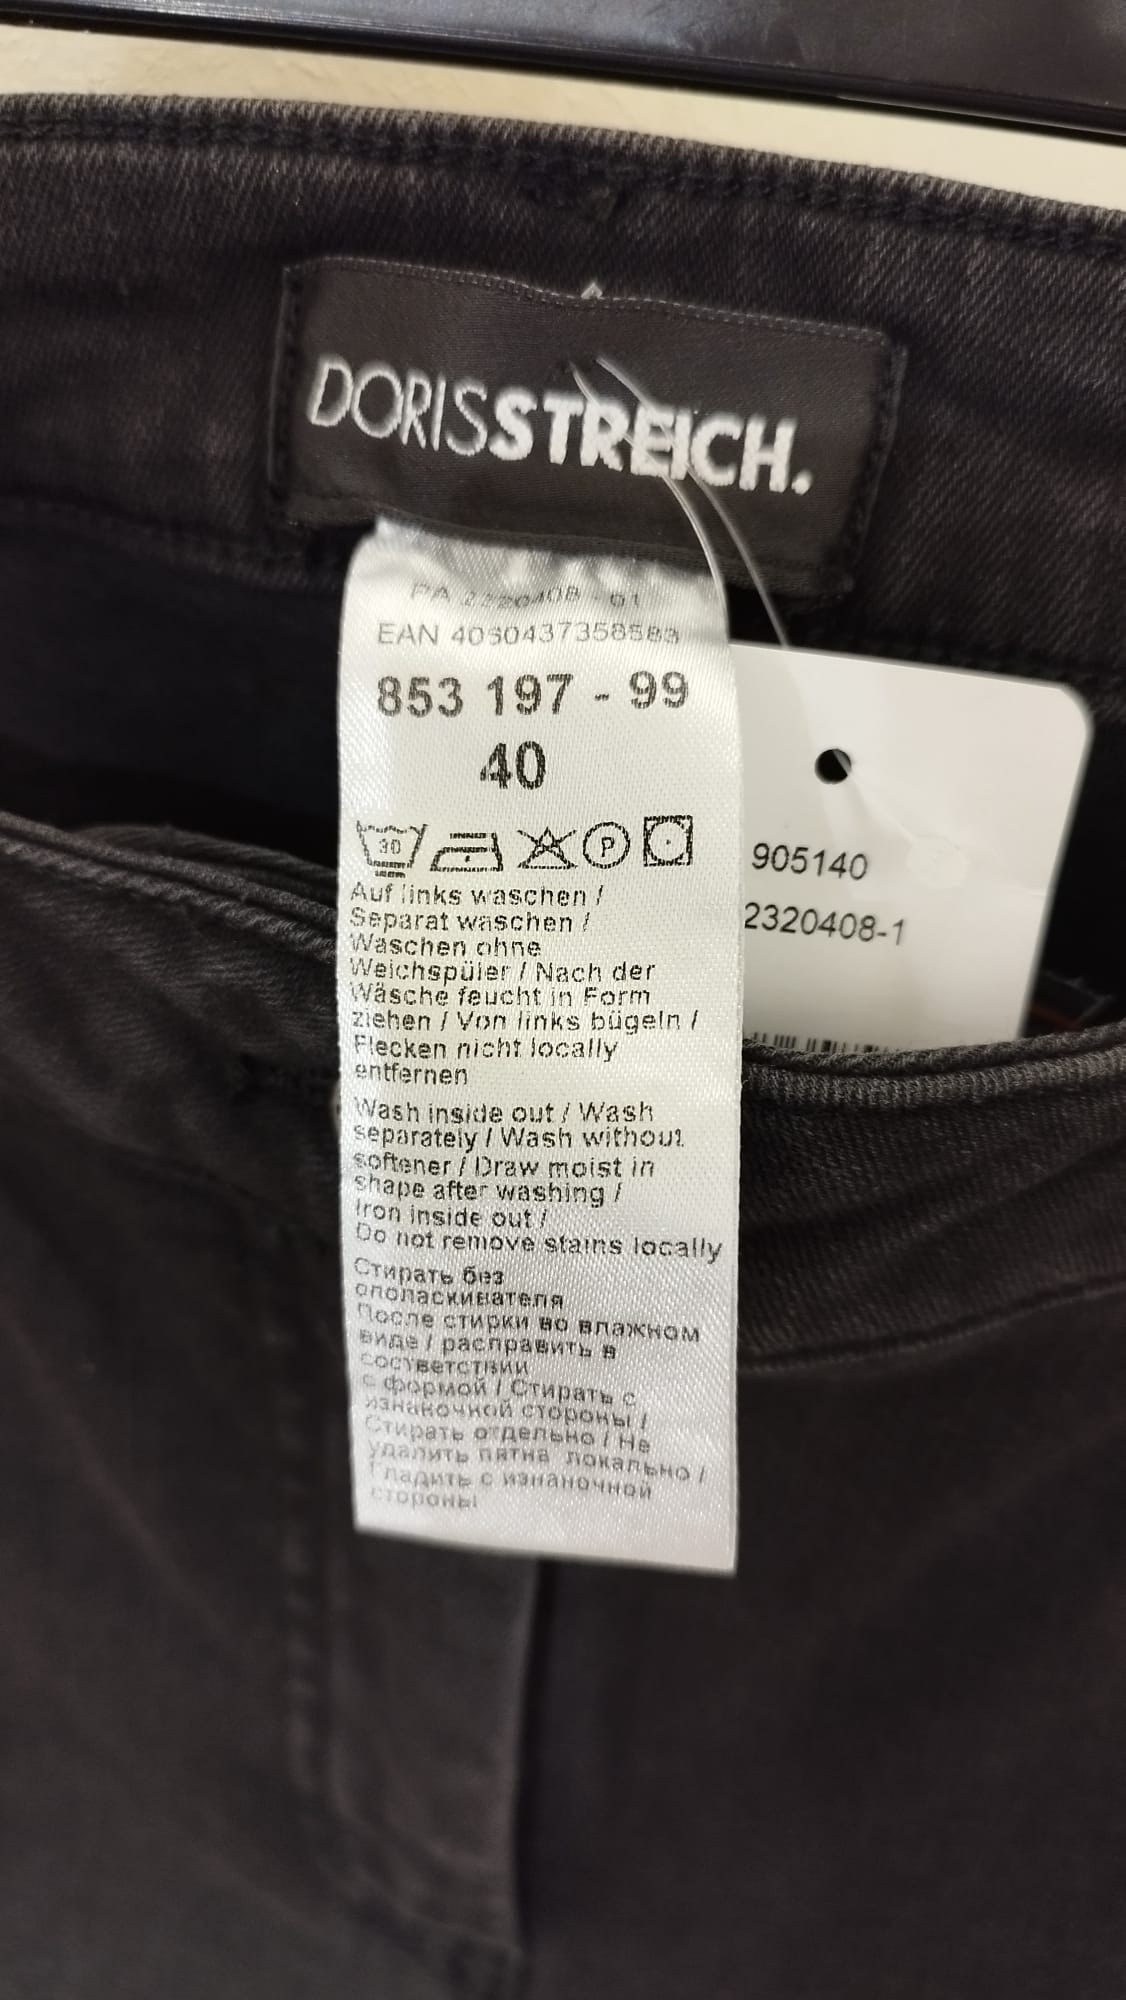 DORISSTREICH.
PA 2320408 - 01
EAN 4060437358583
853 197 - 99
40
30
P
905140
2320408-1
Auf links waschen /
Separat waschen /
Waschen ohne
Weichspüler / Nach der
Wäsche feucht in Form
ziehen / Von links bügeln /
Flecken nicht locally
entfernen
Wash inside out / Wash
separately / Wash without
softener / Draw moist in
shape after washing /
Iron inside out /
Do not remove stains locally
Стирать без
ополаскивателя
После стирки во влажном
виде / расправить в
соответствии
с формой / Стирать с
изнаночной стороны /
Стирать отдельно / Не
удалить пятна локально /
Гладить с изнаночной
стороны